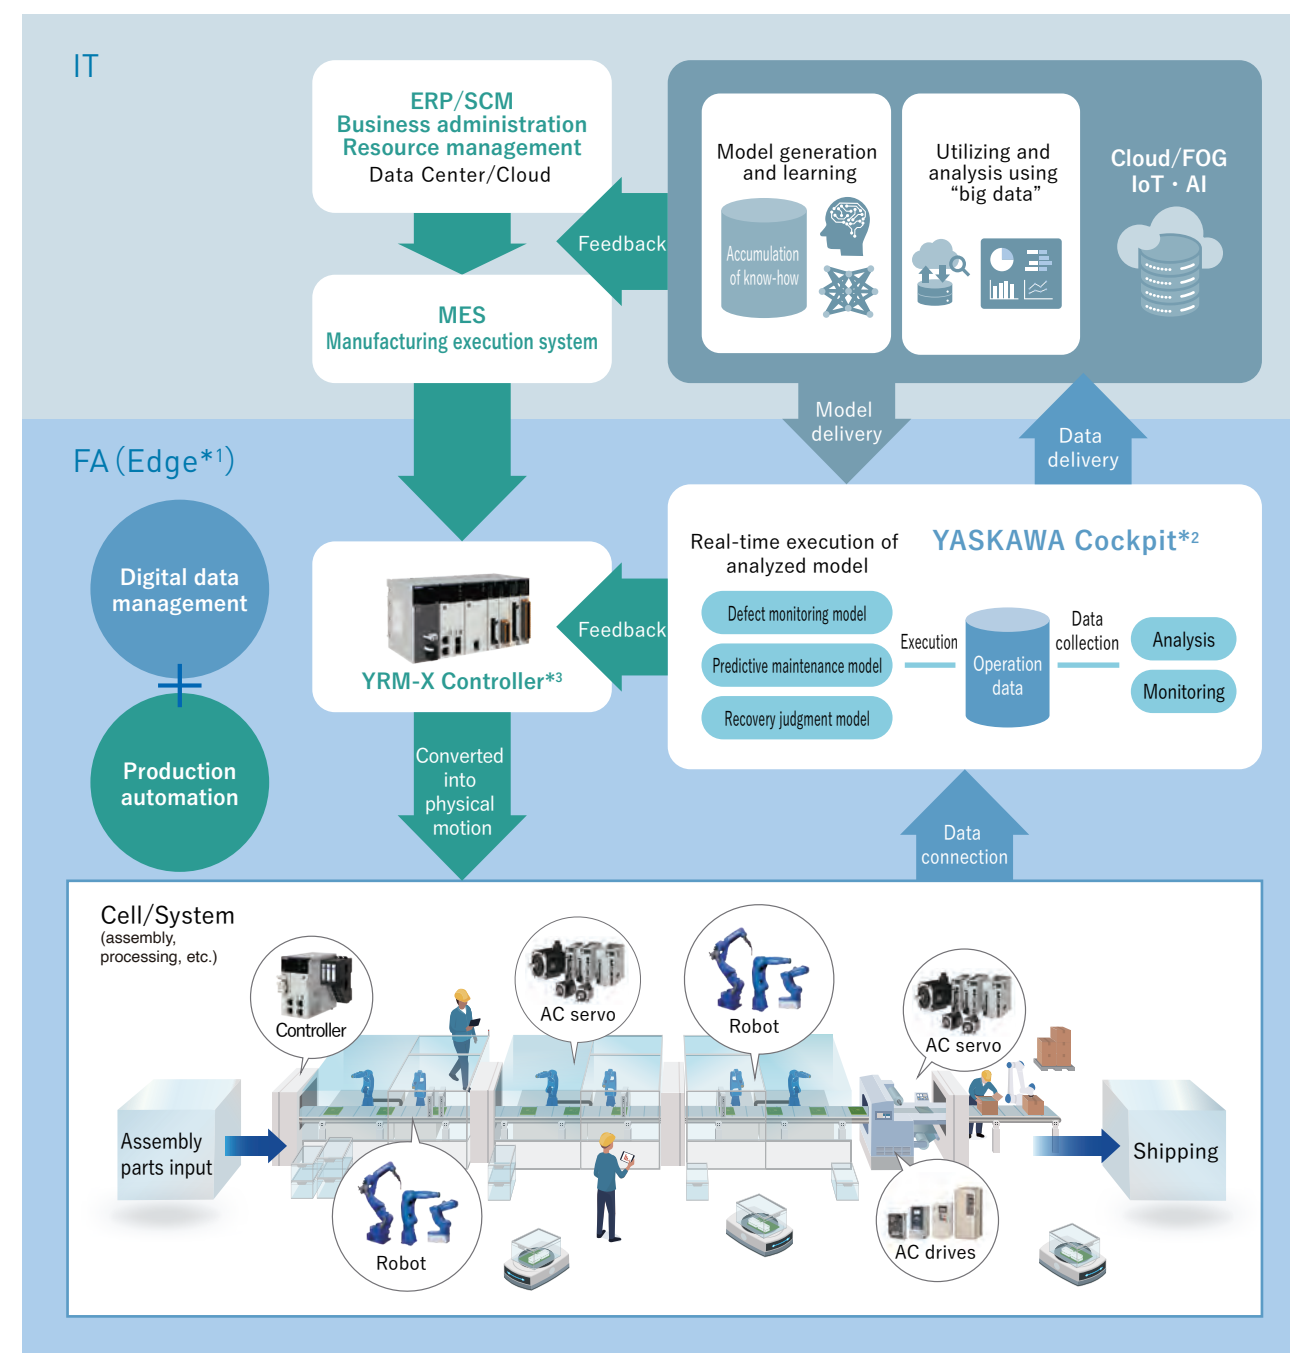 IT
ERP/SCM
Business administration
Resource management
Data Center/Cloud
Feedback
Model generation
and learning
Accumulation
of know-how
Utilizing and
analysis using
“big data”
Cloud/FOG
IoT・AI
MES
Manufacturing execution system
Model
delivery
Data
delivery
FA(Edge*1)
Digital data
management
Production
automation
YRM-X Controller*3
Feedback
YASKAWA Cockpit*2
Real-time execution of
analyzed model
Defect monitoring model
Predictive maintenance model
Recovery judgment model
Execution
Operation
data
Data
collection
Analysis
Monitoring
Converted
into
physical
motion
Data
connection
Cell/System
(assembly,
processing, etc.)
Controller
AC servo
Robot
AC servo
Assembly
parts input
Shipping
Robot
AC drives